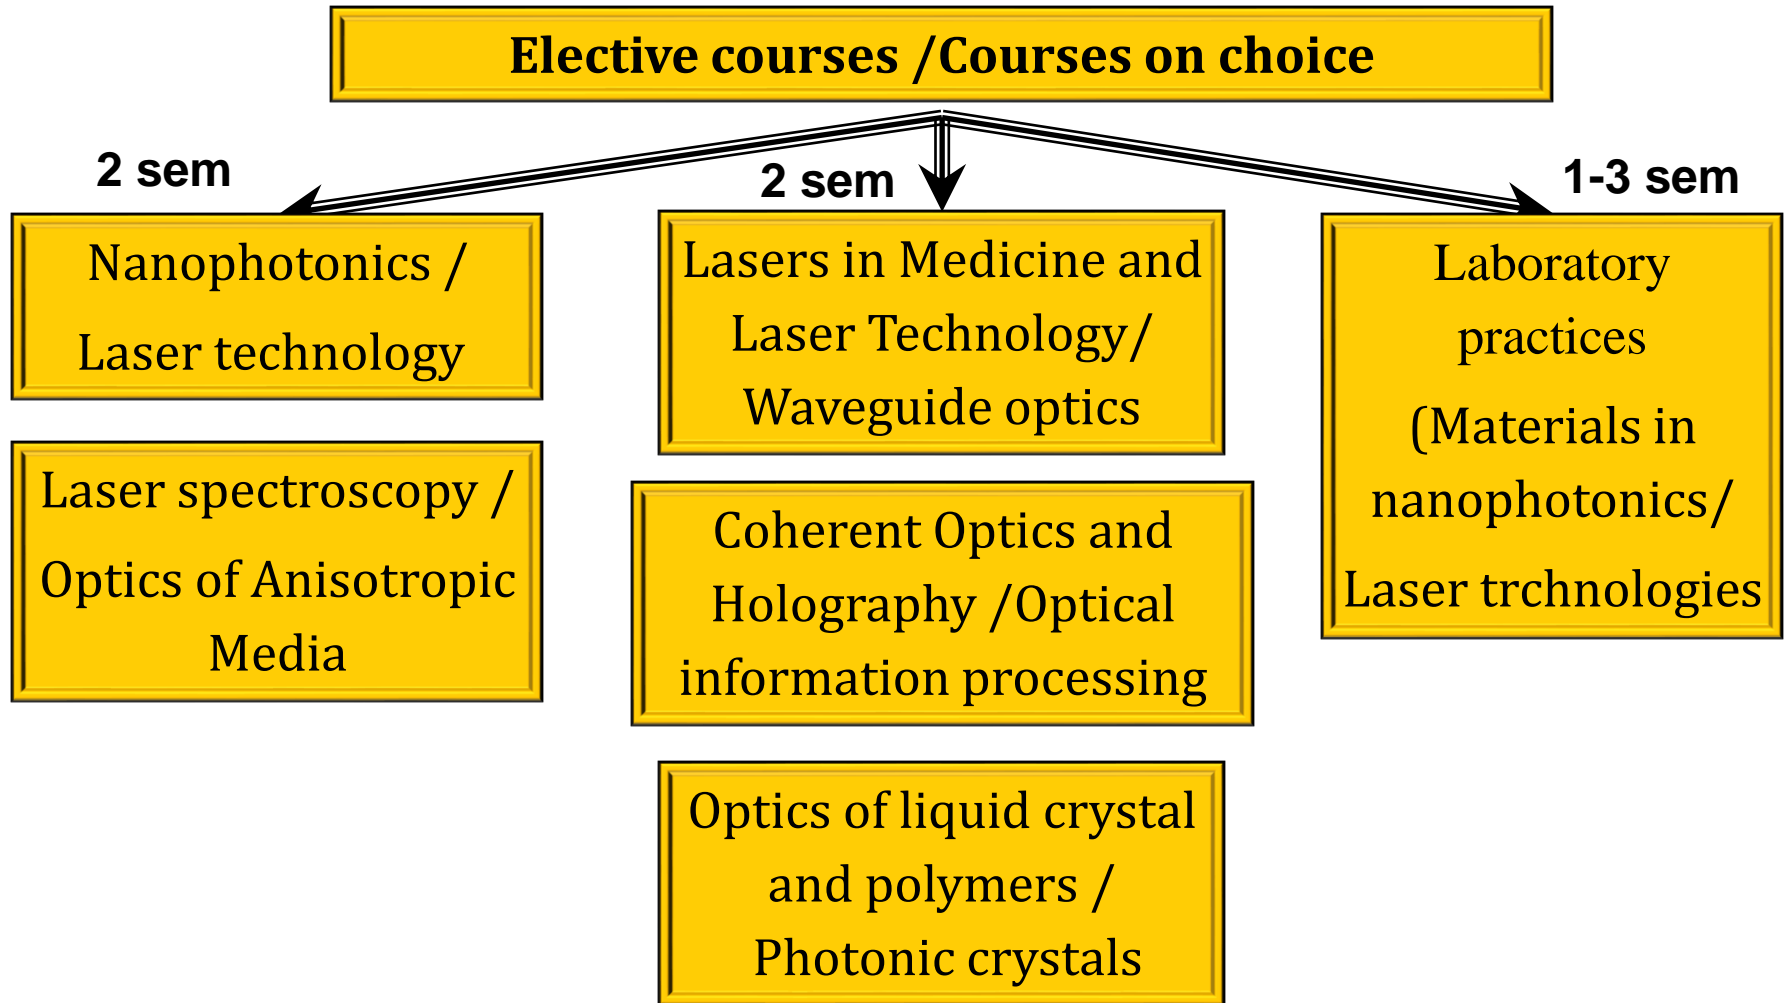 Elective courses /Courses on choice
2 sem
Nanophotonics /
Laser technology
Laser spectroscopy /
Optics of Anisotropic
Media
2 sem
Lasers in Medicine and
Laser Technology/
Waveguide optics
Coherent Optics and
Holography /Optical
information processing
Optics of liquid crystal
and polymers /
Photonic crystals
1-3 sem
Laboratory
practices
(Materials in
nanophotonics/
Laser trchnologies